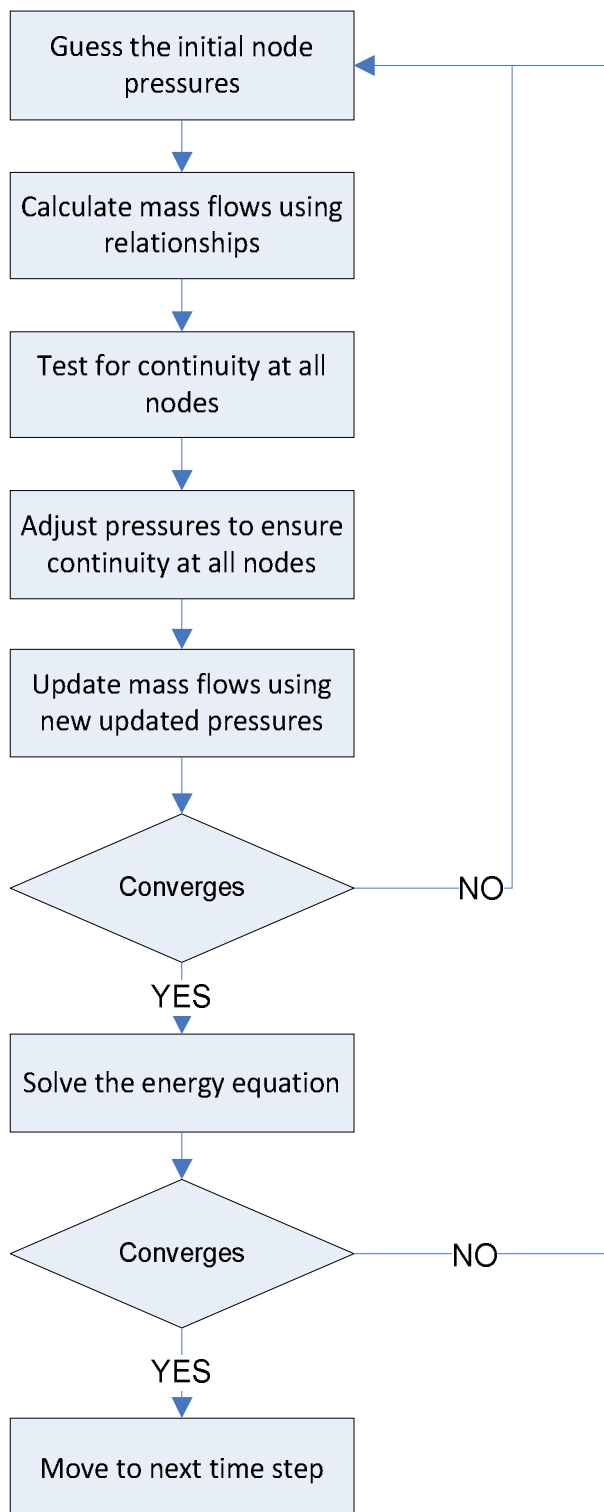 Guess the initial node
pressures
Calculate mass flows using
relationships
Test for continuity at all
nodes
Adjust pressures to ensure
continuity at all nodes
Update mass flows using
new updated pressures
Converges
NO
YES
Solve the energy equation
Converges
NO
YES
Move to next time step